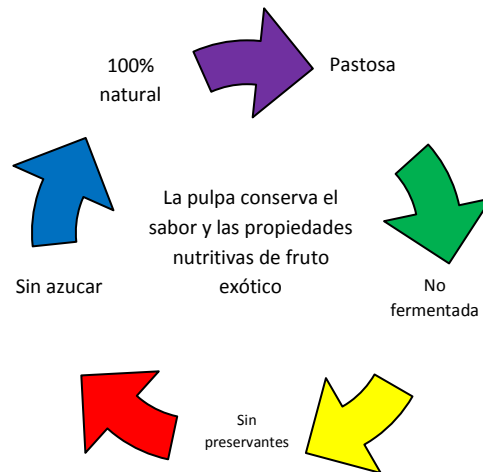 100%
natural
Pastosa
La pulpa conserva el
sabor y las propiedades
nutritivas de fruto
exótico
Sin azucar
No
fermentada
Sin
preservantes